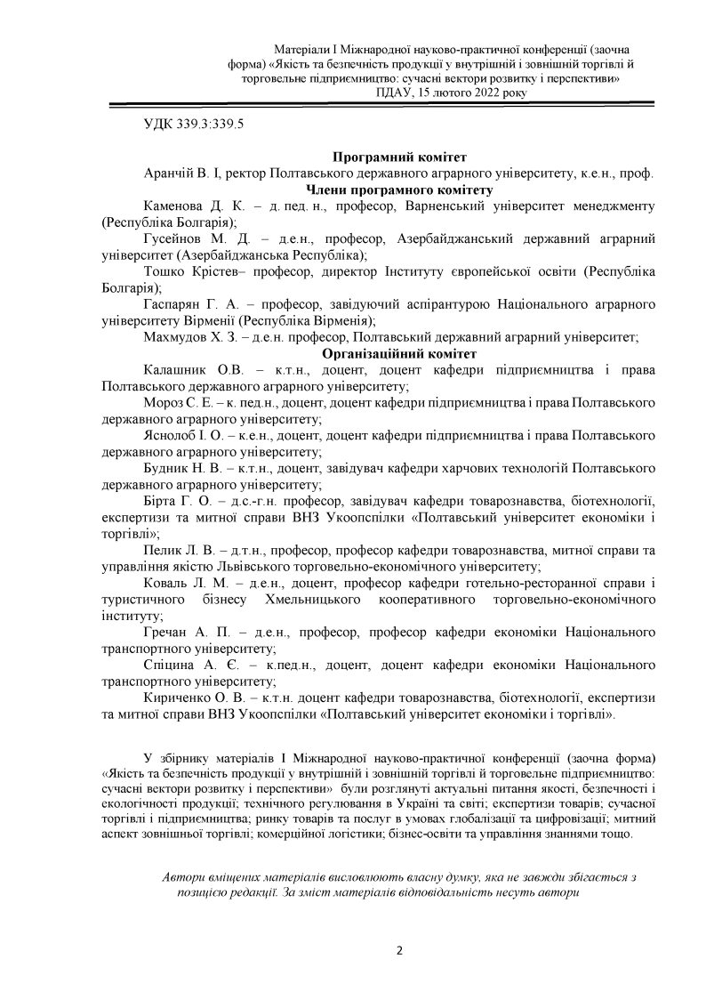 Матеріали І Міжнародної науково-практичної конференції (заочна
форма) «Якість та безпечність продукції у внутрішній і зовнішній торгівлі й
торговельне підприємництво: сучасні вектори розвитку і перспективи»
ПДАУ, 15 лютого 2022 року
УДК 339.3:339.5
Програмний комітет
Аранчій В. І, ректор Полтавського державного аграрного університету, к.е.н., проф.
Члени програмного комітету
Каменова Д. К. – д. пед. н., професор, Варненський університет менеджменту
(Республіка Болгарія);
Гусейнов М. Д. – д.е.н., професор, Азербайджанський державний аграрний
університет (Азербайджанська Республіка);
Тошко Крістев– професор, директор Інституту європейської освіти (Республіка
Болгарія);
Гаспарян Г. А. – професор, завідуючий аспірантурою Національного аграрного
університету Вірменії (Республіка Вірменія);
Махмудов Х. З. – д.е.н. професор, Полтавський державний аграрний університет;
Організаційний комітет
Калашник О.В. – к.т.н., доцент, доцент кафедри підприємництва і права
Полтавського державного аграрного університету;
Мороз С. Е. – к. пед.н., доцент, доцент кафедри підприємництва і права Полтавського
державного аграрного університету;
Яснолоб І. О. – к.е.н., доцент, доцент кафедри підприємництва і права Полтавського
державного аграрного університету;
Будник Н. В. – к.т.н., доцент, завідувач кафедри харчових технологій Полтавського
державного аграрного університету;
Бірта Г. О. – д.с.-г.н. професор, завідувач кафедри товарознавства, біотехнології,
експертизи та митної справи ВНЗ Укоопспілки «Полтавський університет економіки і
торгівлі»;
Пелик Л. В. – д.т.н., професор, професор кафедри товарознавства, митної справи та
управління якістю Львівського торговельно-економічного університету;
Коваль Л. М. – д.е.н., доцент, професор кафедри готельно-ресторанної справи і
туристичного бізнесу Хмельницького кооперативного торговельно-економічного
інституту;
Гречан А. П. – д.е.н., професор, професор кафедри економіки Національного
транспортного університету;
Спіцина А. Є. – к.пед.н., доцент, доцент кафедри економіки Національного
транспортного університету;
Кириченко О. В. – к.т.н. доцент кафедри товарознавства, біотехнології, експертизи
та митної справи ВНЗ Укоопспілки «Полтавський університет економіки і торгівлі».
У збірнику матеріалів І Міжнародної науково-практичної конференції (заочна форма)
«Якість та безпечність продукції у внутрішній і зовнішній торгівлі й торговельне підприємництво:
сучасні вектори розвитку і перспективи» були розглянуті актуальні питання якості, безпечності і
екологічності продукції; технічного регулювання в Україні та світі; експертизи товарів; сучасної
торгівлі і підприємництва; ринку товарів та послуг в умовах глобалізації та цифровізації; митний
аспект зовнішньої торгівлі; комерційної логістики; бізнес-освіти та управління знаннями тощо.
Автори вміщених матеріалів висловлюють власну думку, яка не завжди збігається з
позицією редакції. За зміст матеріалів відповідальність несуть автори
2